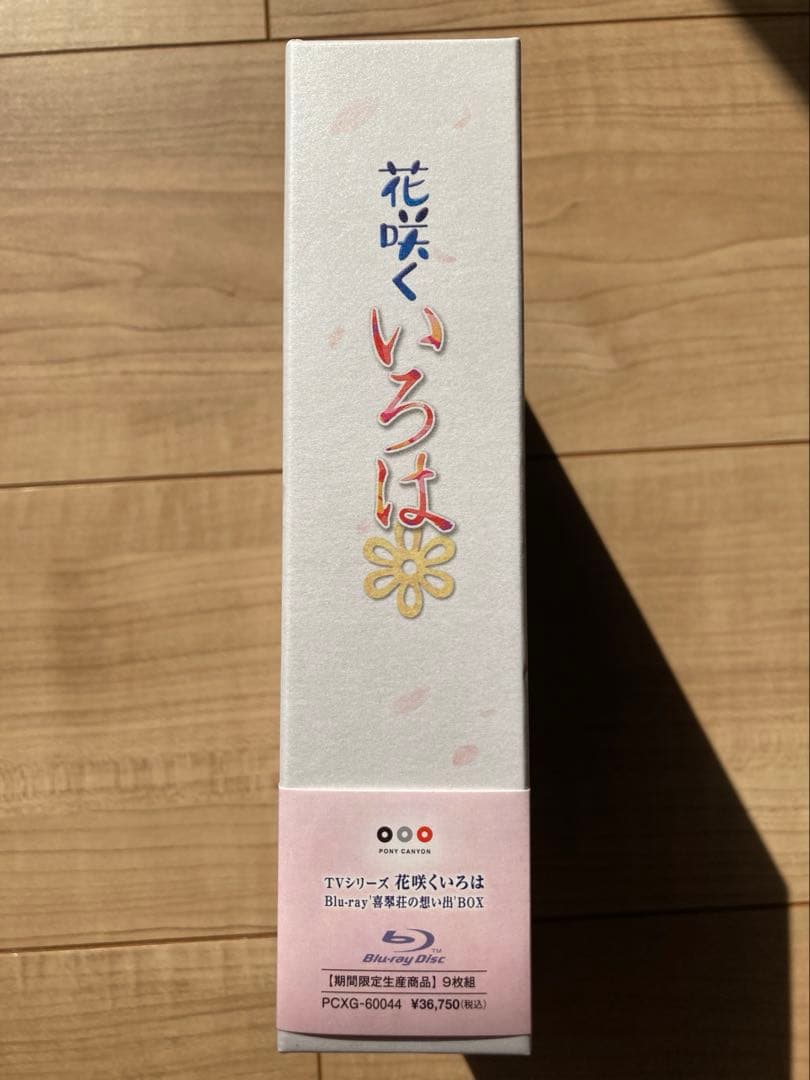 花咲くいろは
PONY CANYON
TVシリーズ 花咲くいろは
Blu-ray'喜翆荘の想い出'BOX
Blu-ray Disc™
【期間限定生産商品】9枚組
PCXG-60044 ¥36,750(税込)